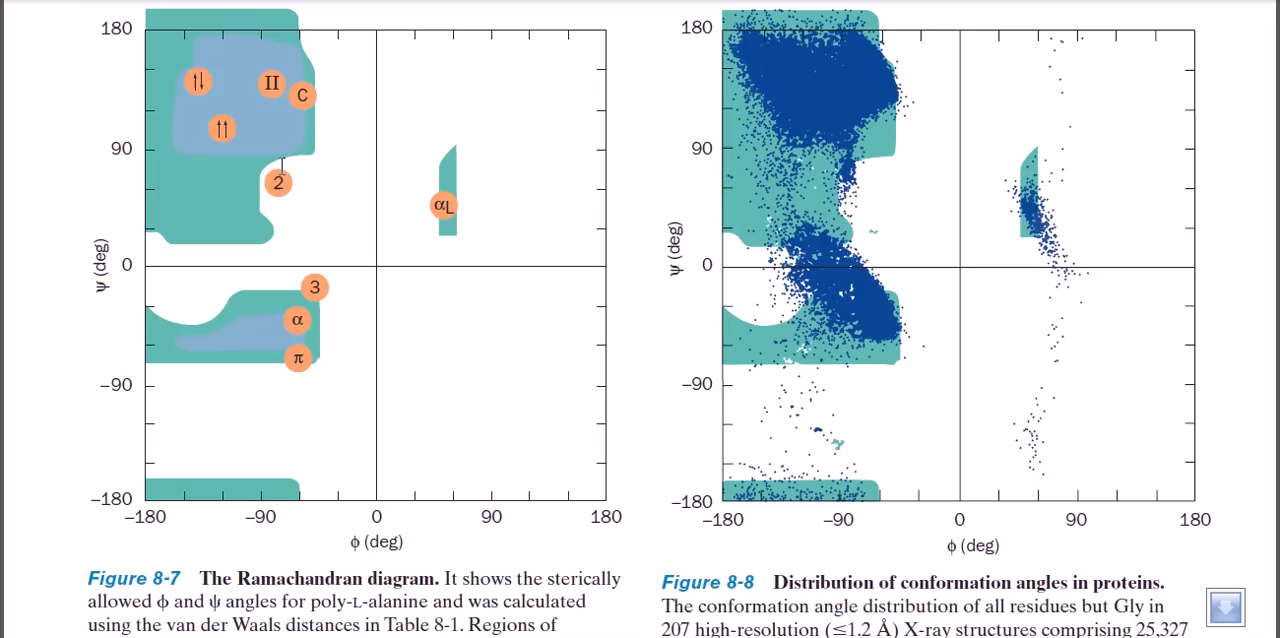 180
90
0
−90
−180
ψ (deg)
↑↓
II
C
↑↑
2
αL
3
α
π
−180
−90
0
90
180
ϕ (deg)
Figure 8-7 The Ramachandran diagram. It shows the sterically
allowed ϕ and ψ angles for poly-L-alanine and was calculated
using the van der Waals distances in Table 8-1. Regions of
180
90
0
−90
−180
ψ (deg)
−180
−90
0
90
180
ϕ (deg)
Figure 8-8 Distribution of conformation angles in proteins.
The conformation angle distribution of all residues but Gly in
207 high-resolution (≤1.2 Å) X-ray structures comprising 25,327